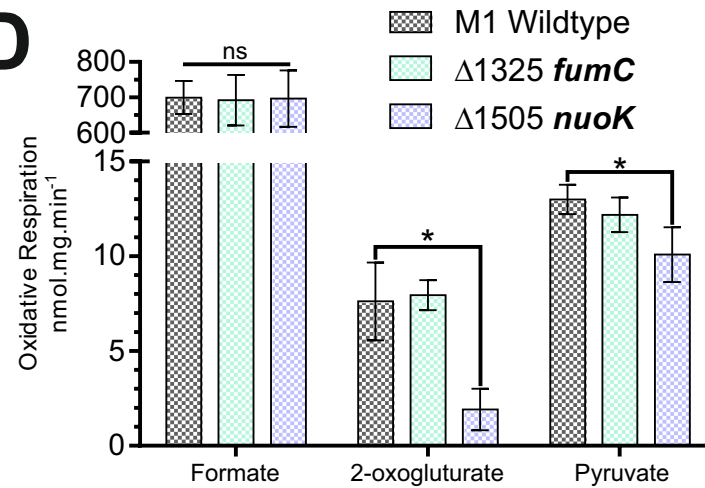 D
M1 Wildtype
Δ1325 fumC
Δ1505 nuoK
Oxidative Respiration
nmol.mg.min-1
800
700
600
15
10
5
0
ns
*
*
Formate
2-oxogluturate
Pyruvate